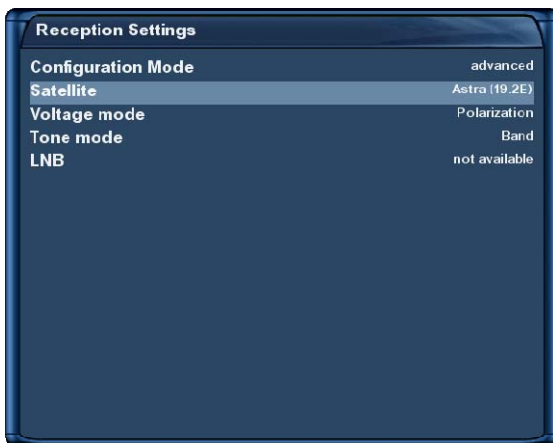 Reception Settings
Configuration Mode advanced
Satellite Astra (19.2E)
Voltage mode Polarization
Tone mode Band
LNB not available